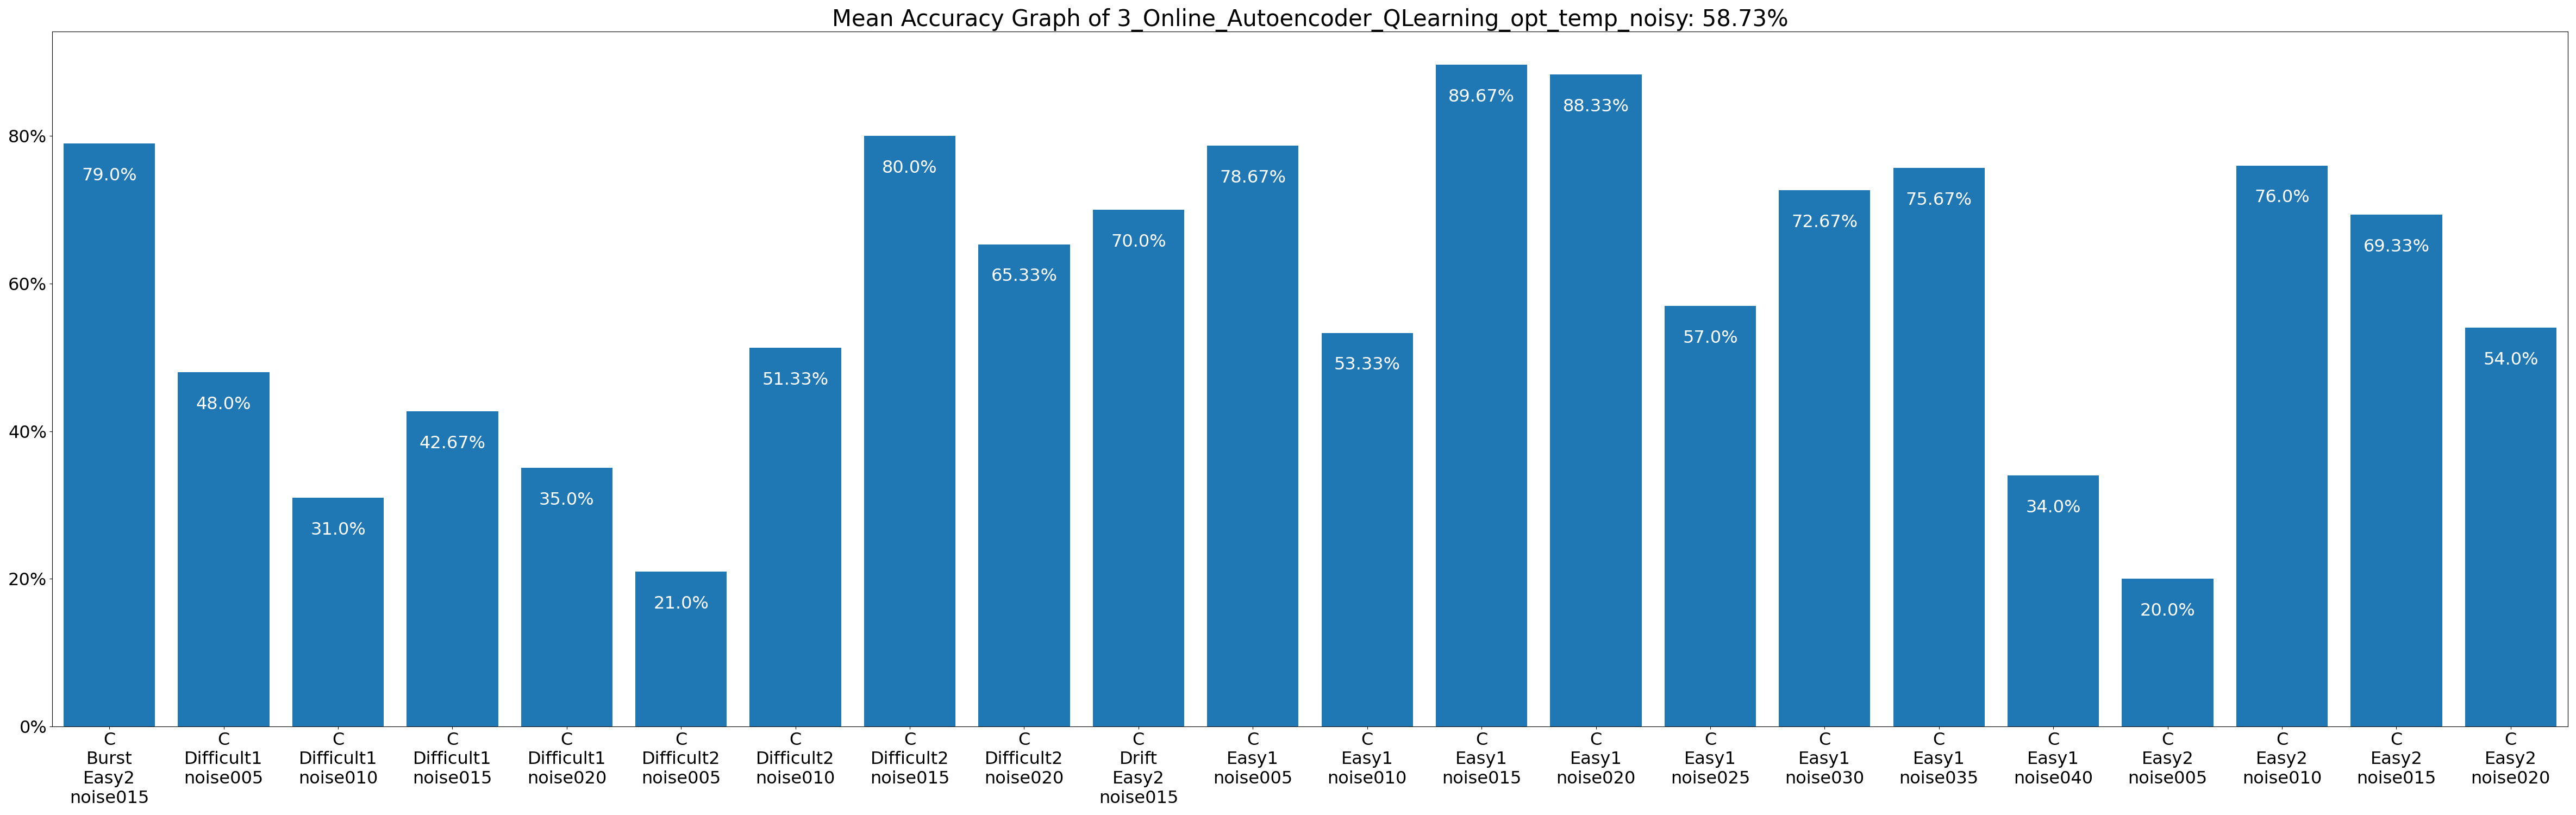 Mean Accuracy Graph of 3_Online_Autoencoder_QLearning_opt_temp_noisy: 58.73%
80%
60%
40%
20%
0%
79.0%
48.0%
31.0%
42.67%
35.0%
21.0%
51.33%
80.0%
65.33%
70.0%
78.67%
53.33%
89.67%
88.33%
57.0%
72.67%
75.67%
34.0%
20.0%
76.0%
69.33%
54.0%
C
Burst
Easy2
noise015
C
Difficult1
noise005
C
Difficult1
noise010
C
Difficult1
noise015
C
Difficult1
noise020
C
Difficult2
noise005
C
Difficult2
noise010
C
Difficult2
noise015
C
Difficult2
noise020
C
Drift
Easy2
noise015
C
Easy1
noise005
C
Easy1
noise010
C
Easy1
noise015
C
Easy1
noise020
C
Easy1
noise025
C
Easy1
noise030
C
Easy1
noise035
C
Easy1
noise040
C
Easy2
noise005
C
Easy2
noise010
C
Easy2
noise015
C
Easy2
noise020